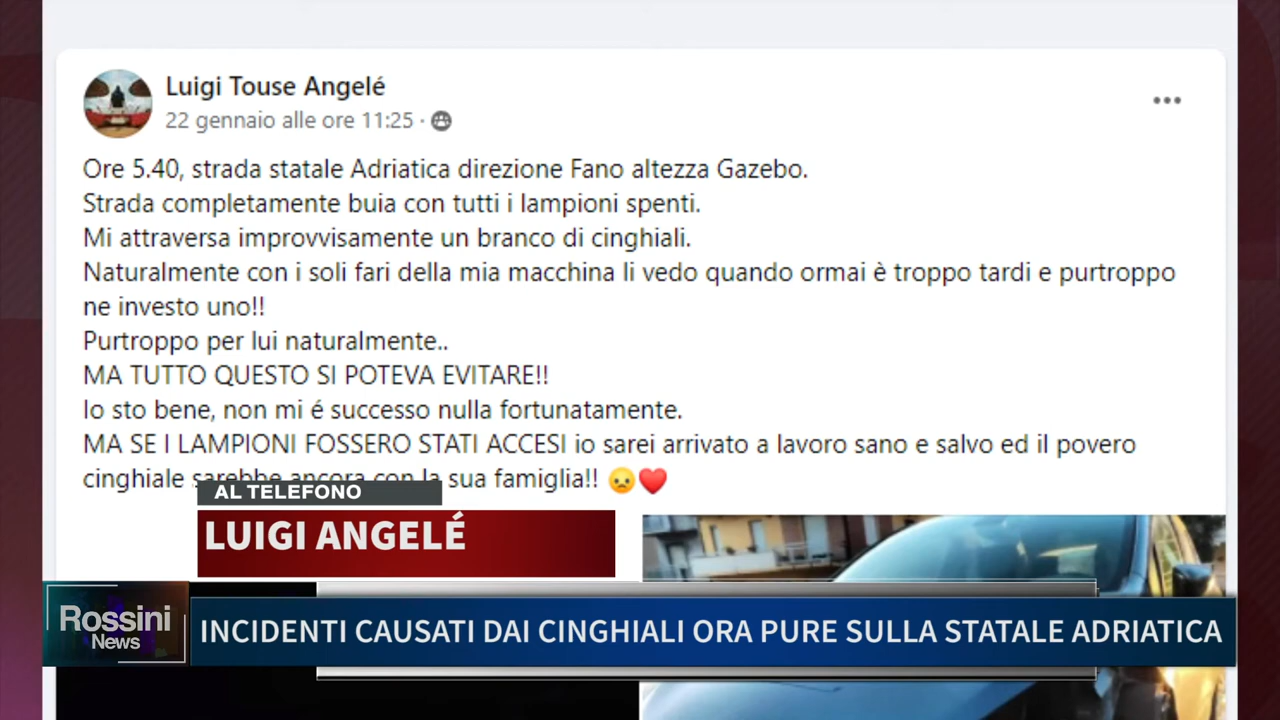 Luigi Touse Angelé
22 gennaio alle ore 11:25 ·
Ore 5.40, strada statale Adriatica direzione Fano altezza Gazebo.
Strada completamente buia con tutti i lampioni spenti.
Mi attraversa improvvisamente un branco di cinghiali.
Naturalmente con i soli fari della mia macchina li vedo quando ormai è troppo tardi e purtroppo
ne investo uno!!
Purtroppo per lui naturalmente..
MA TUTTO QUESTO SI POTEVA EVITARE!!
Io sto bene, non mi é successo nulla fortunatamente.
MA SE I LAMPIONI FOSSERO STATI ACCESI io sarei arrivato a lavoro sano e salvo ed il povero
cinghiale sarebbe ancora con la sua famiglia!! 😠❤️
AL TELEFONO
LUIGI ANGELÉ
Rossini
News
INCIDENTI CAUSATI DAI CINGHIALI ORA PURE SULLA STATALE ADRIATICA